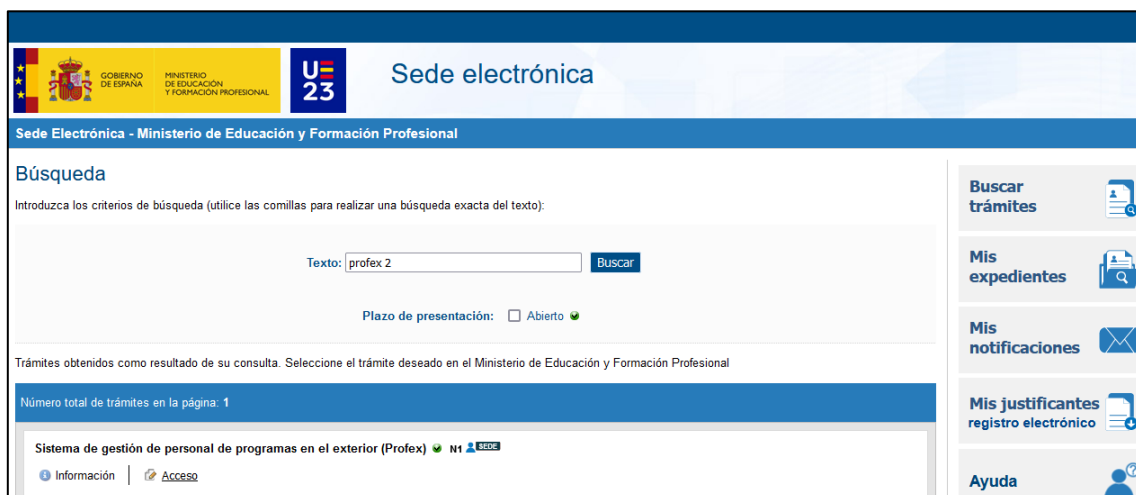 GOBIERNO
DE ESPAÑA
MINISTERIO
DE EDUCACIÓN
Y FORMACIÓN PROFESIONAL
UE
23
Sede electrónica
Sede Electrónica - Ministerio de Educación y Formación Profesional
Búsqueda
Introduzca los criterios de búsqueda (utilice las comillas para realizar una búsqueda exacta del texto):
Texto: profex 2 Buscar
Plazo de presentación: Abierto
Trámites obtenidos como resultado de su consulta. Seleccione el trámite deseado en el Ministerio de Educación y Formación Profesional
Número total de trámites en la página: 1
Sistema de gestión de personal de programas en el exterior (Profex) N1 SEDE
Información Acceso
Buscar
trámites
Mis
expedientes
Mis
notificaciones
Mis justificantes
registro electrónico
Ayuda